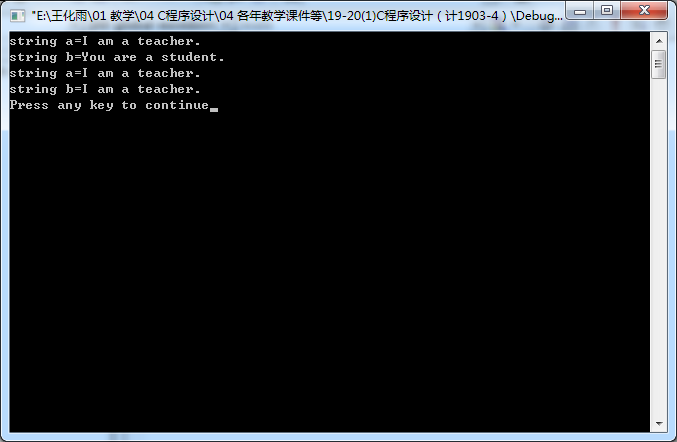 "E:\王化雨\01 教学\04 C程序设计\04 各年教学课件等\19-20(1)C程序设计（计1903-4）\Debug...
string a=I am a teacher.
string b=You are a student.
string a=I am a teacher.
string b=I am a teacher.
Press any key to continue_